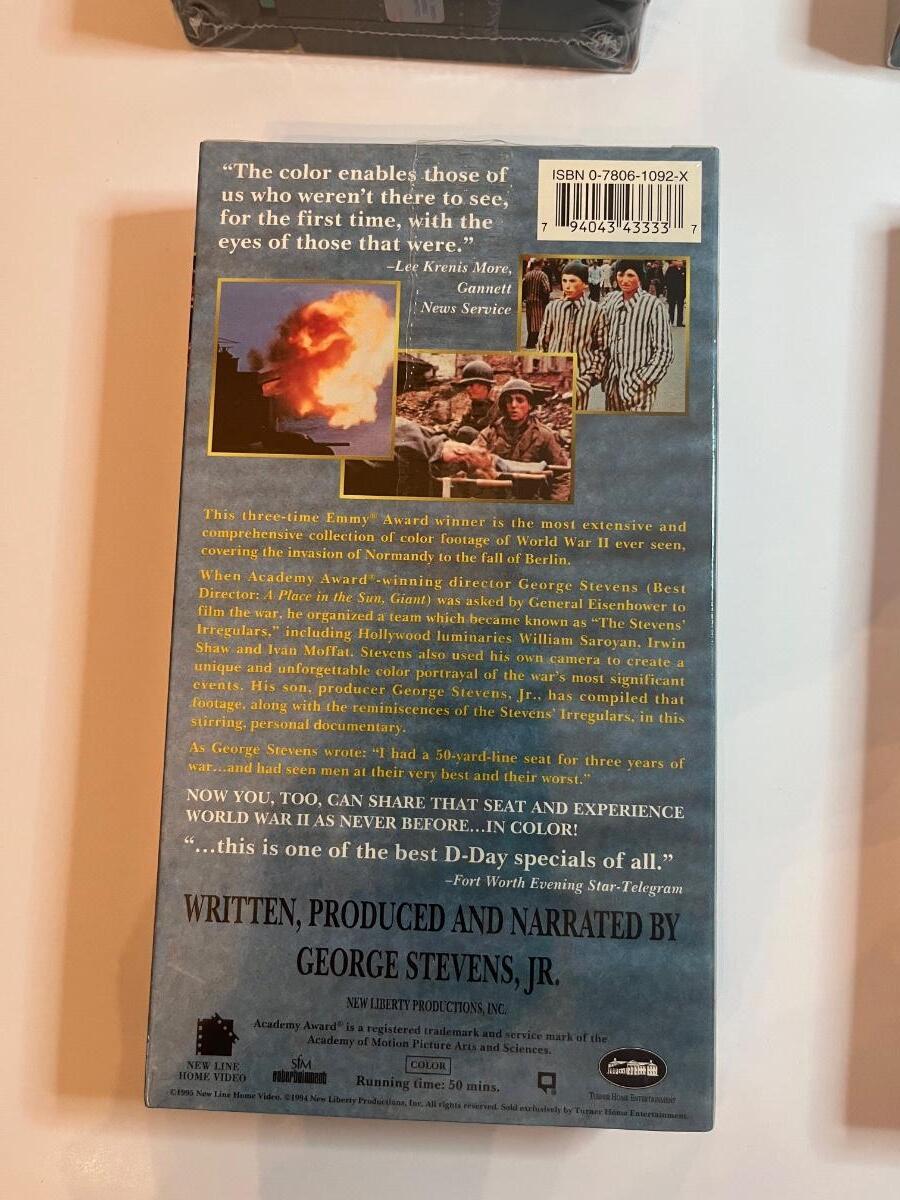 “The color enables those of
us who weren’t there to see,
for the first time, with the
eyes of those that were.”
–Lee Krenis More,
Gannett
News Service
ISBN 0-7806-1092-X
7 94043 43333 7
This three-time Emmy® Award winner is the most extensive and
comprehensive collection of color footage of World War II ever seen,
covering the invasion of Normandy to the fall of Berlin.
When Academy Award®-winning director George Stevens (Best
Director: A Place in the Sun, Giant) was asked by General Eisenhower to
film the war, he organized a team which became known as “The Stevens’
Irregulars,” including Hollywood luminaries William Saroyan, Irwin
Shaw and Ivan Moffat. Stevens also used his own camera to create a
unique and unforgettable color portrayal of the war’s most significant
events. His son, producer George Stevens, Jr., has compiled that
footage, along with the reminiscences of the Stevens’ Irregulars, in this
stirring, personal documentary.
As George Stevens wrote: “I had a 50-yard-line seat for three years of
war...and had seen men at their very best and their worst.”
NOW YOU, TOO, CAN SHARE THAT SEAT AND EXPERIENCE
WORLD WAR II AS NEVER BEFORE...IN COLOR!
“...this is one of the best D-Day specials of all.”
–Fort Worth Evening Star-Telegram
WRITTEN, PRODUCED AND NARRATED BY
GEORGE STEVENS, JR.
NEW LIBERTY PRODUCTIONS, INC.
Academy Award® is a registered trademark and service mark of the
Academy of Motion Picture Arts and Sciences.
NEW LINE
HOME VIDEO
SFM
entertainment
COLOR
Running time: 50 mins.
TURNER HOME ENTERTAINMENT
©1995 New Line Home Video. ©1994 New Liberty Productions, Inc. All rights reserved. Sold exclusively by Turner Home Entertainment.